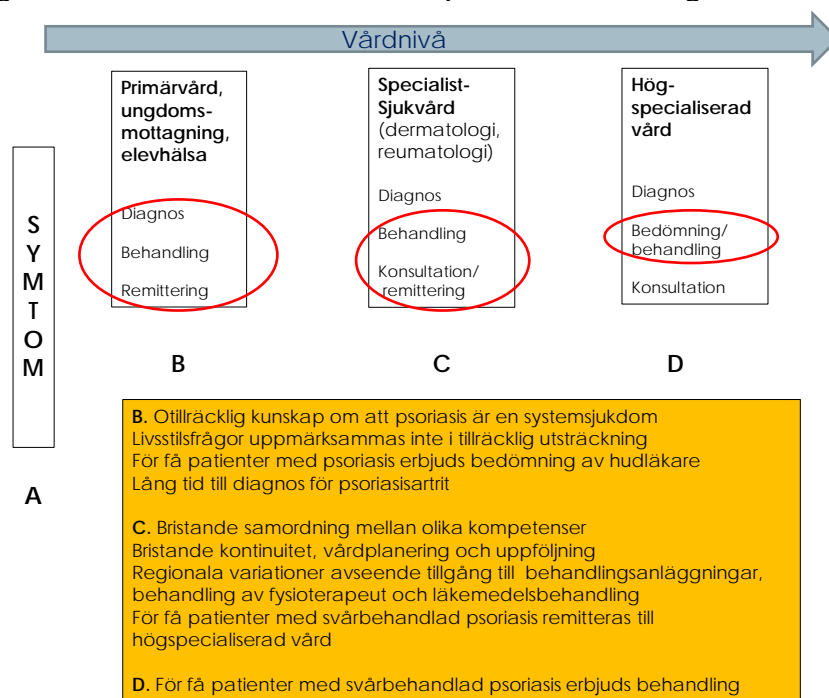 Vårdnivå
Primärvård,
ungdoms-
mottagning,
elevhälsa
Diagnos
Behandling
Remittering
Specialist-
Sjukvård
(dermatologi,
reumatologi)
Diagnos
Behandling
Konsultation/
remittering
Hög-
specialiserad
vård
Diagnos
Bedömning/
behandling
Konsultation
S
Y
M
T
O
M
A
B
C
D
B. Otillräcklig kunskap om att psoriasis är en systemsjukdom
Livsstilsfrågor uppmärksammas inte i tillräcklig utsträckning
För få patienter med psoriasis erbjuds bedömning av hudläkare
Lång tid till diagnos för psoriasisartrit
C. Bristande samordning mellan olika kompetenser
Bristande kontinuitet, vårdplanering och uppföljning
Regionala variationer avseende tillgång till behandlingsanläggningar,
behandling av fysioterapeut och läkemedelsbehandling
För få patienter med svårbehandlad psoriasis remitteras till
högspecialiserad vård
D. För få patienter med svårbehandlad psoriasis erbjuds behandling